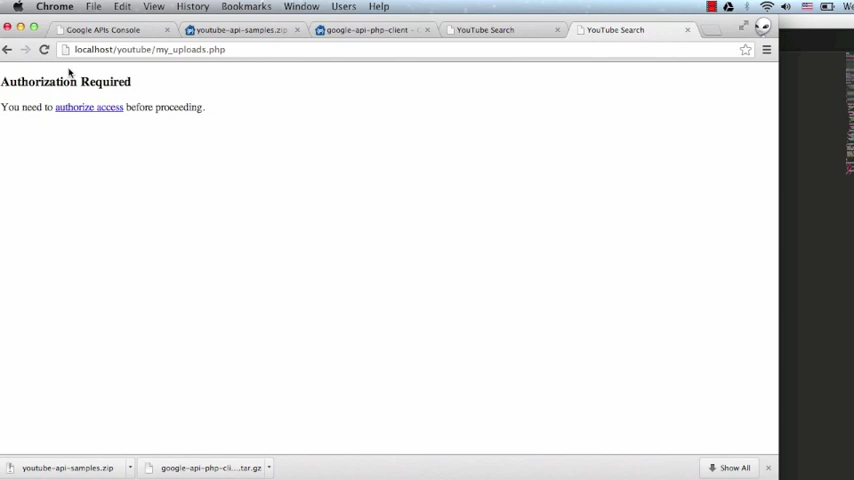 Chrome File Edit View History Bookmarks Window Users Help
Google APIs Console youtube-api-samples.zip google-api-php-client - YouTube Search YouTube Search
localhost/youtube/my_uploads.php
Authorization Required
You need to authorize access before proceeding.
youtube-api-samples.zip google-api-php-cli....tar.gz Show All